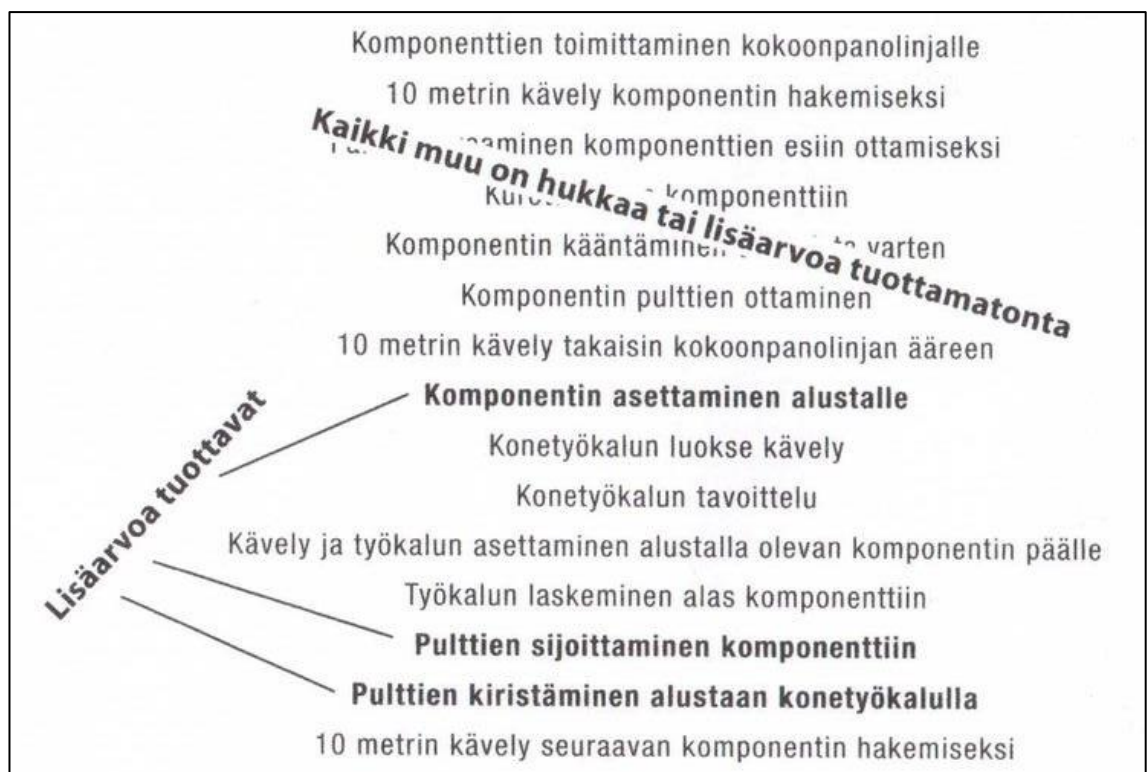 Komponenttien toimittaminen kokoonpanolinjalle
10 metrin kävely komponentin hakemiseksi
komponenttien esiin ottamiseksi
komponenttiin
Komponentin kääntäminen varten
Komponentin pulttien ottaminen
10 metrin kävely takaisin kokoonpanolinjan ääreen
Kaikki muu on hukkaa tai lisäarvoa tuottamatonta
Komponentin asettaminen alustalle
Konetyökalun luokse kävely
Konetyökalun tavoittelu
Kävely ja työkalun asettaminen alustalla olevan komponentin päälle
Työkalun laskeminen alas komponenttiin
Pulttien sijoittaminen komponenttiin
Pulttien kiristäminen alustaan konetyökalulla
10 metrin kävely seuraavan komponentin hakemiseksi
Lisäarvoa tuottavat